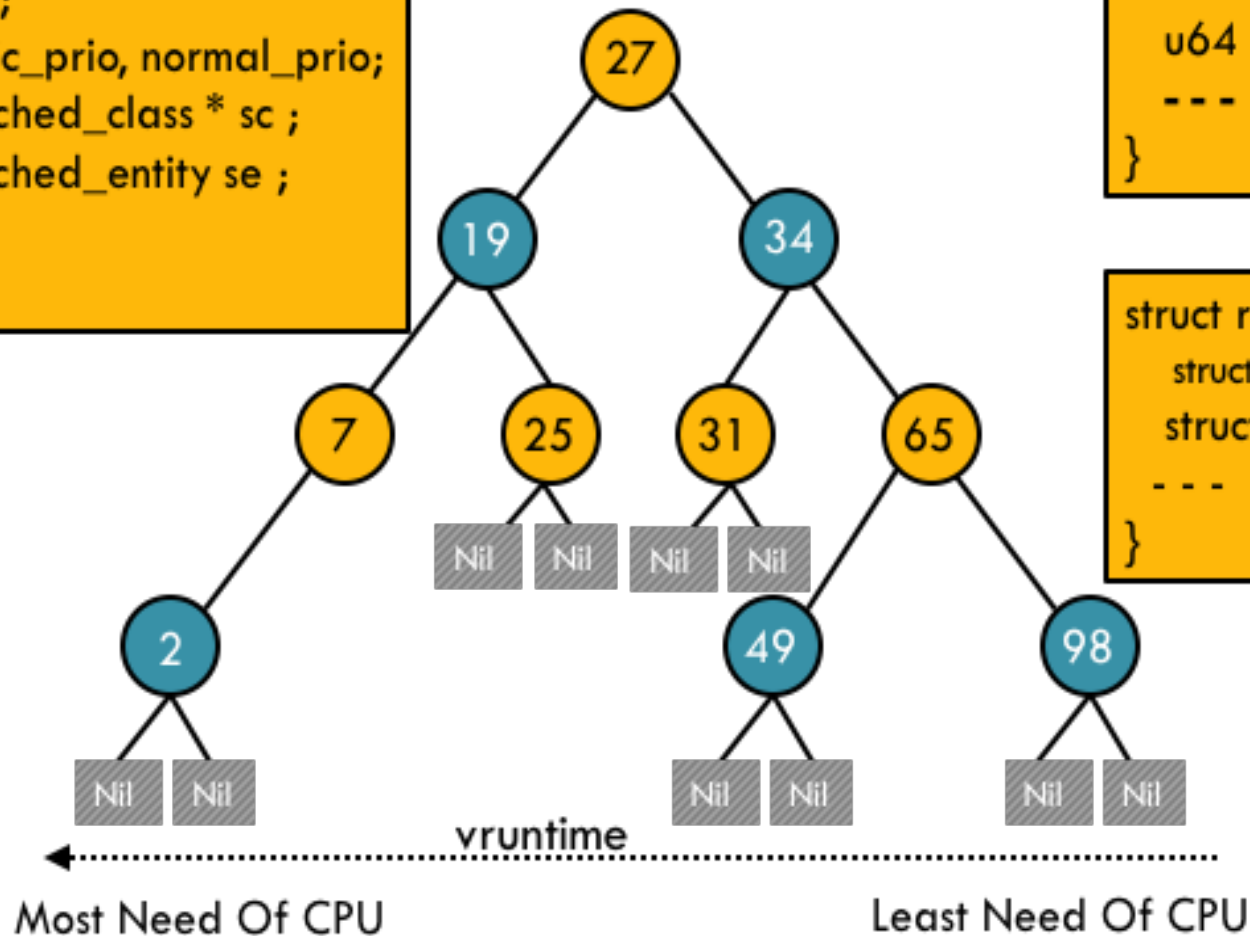 ;
c_prio, normal_prio;
ched_class * sc ;
ched_entity se ;
u64
---
}
struct r
struct
struct
---
}
27
19
34
7
25
31
65
Nil
Nil
Nil
Nil
2
49
98
Nil
Nil
Nil
Nil
Nil
Nil
vruntime
Most Need Of CPU
Least Need Of CPU